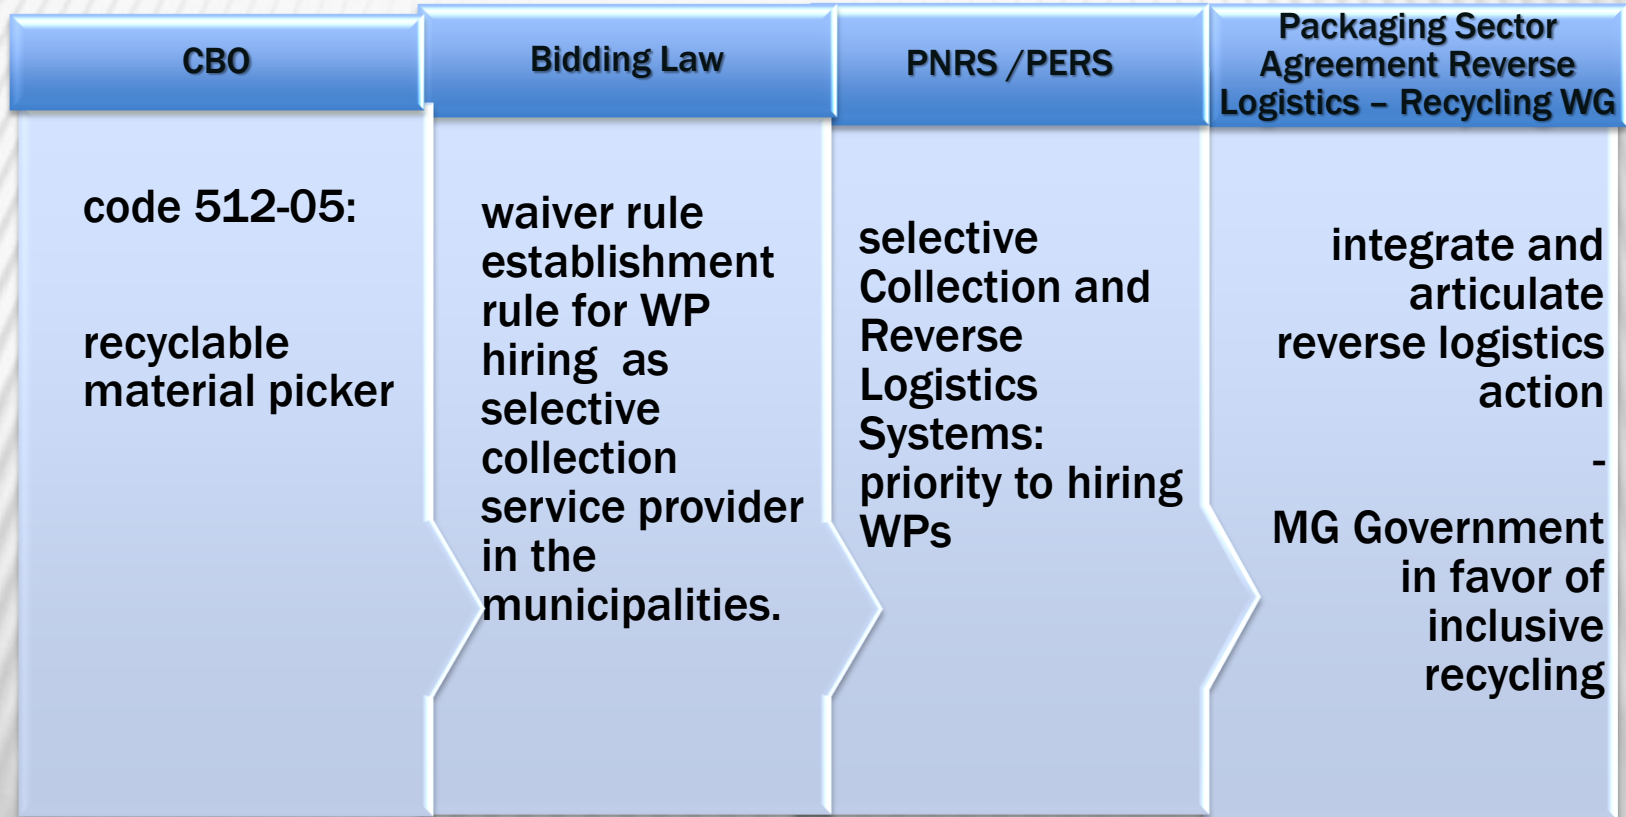 CBO
code 512-05:
recyclable
material picker
Bidding Law
waiver rule
establishment
rule for WP
hiring as
selective
collection
service provider
in the
municipalities.
PNRS /PERS
selective
Collection and
Reverse
Logistics
Systems:
priority to hiring
WPs
Packaging Sector
Agreement Reverse
Logistics – Recycling WG
integrate and
articulate
reverse logistics
action
-
MG Government
in favor of
inclusive
recycling